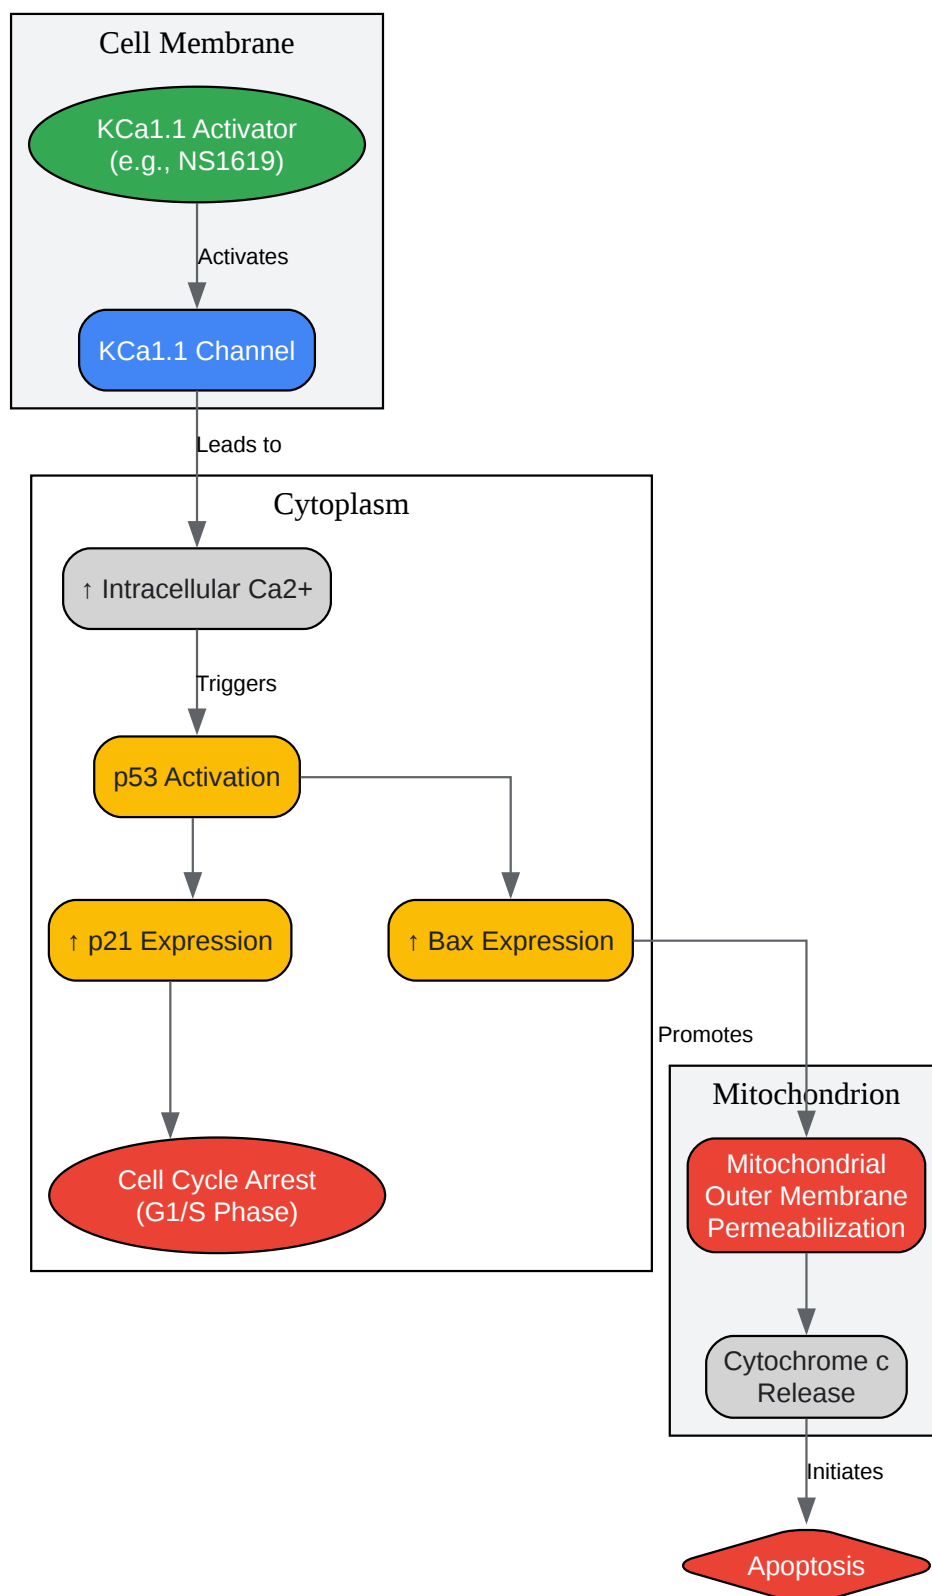 Cell Membrane
KCa1.1 Activator
(e.g., NS1619)
Activates
KCa1.1 Channel
Leads to
Cytoplasm
↑ Intracellular Ca2+
Triggers
p53 Activation
↑ p21 Expression
↑ Bax Expression
Promotes
Mitochondrion
Mitochondrial
Outer Membrane
Permeabilization
Cell Cycle Arrest
(G1/S Phase)
Cytochrome c
Release
Initiates
Apoptosis